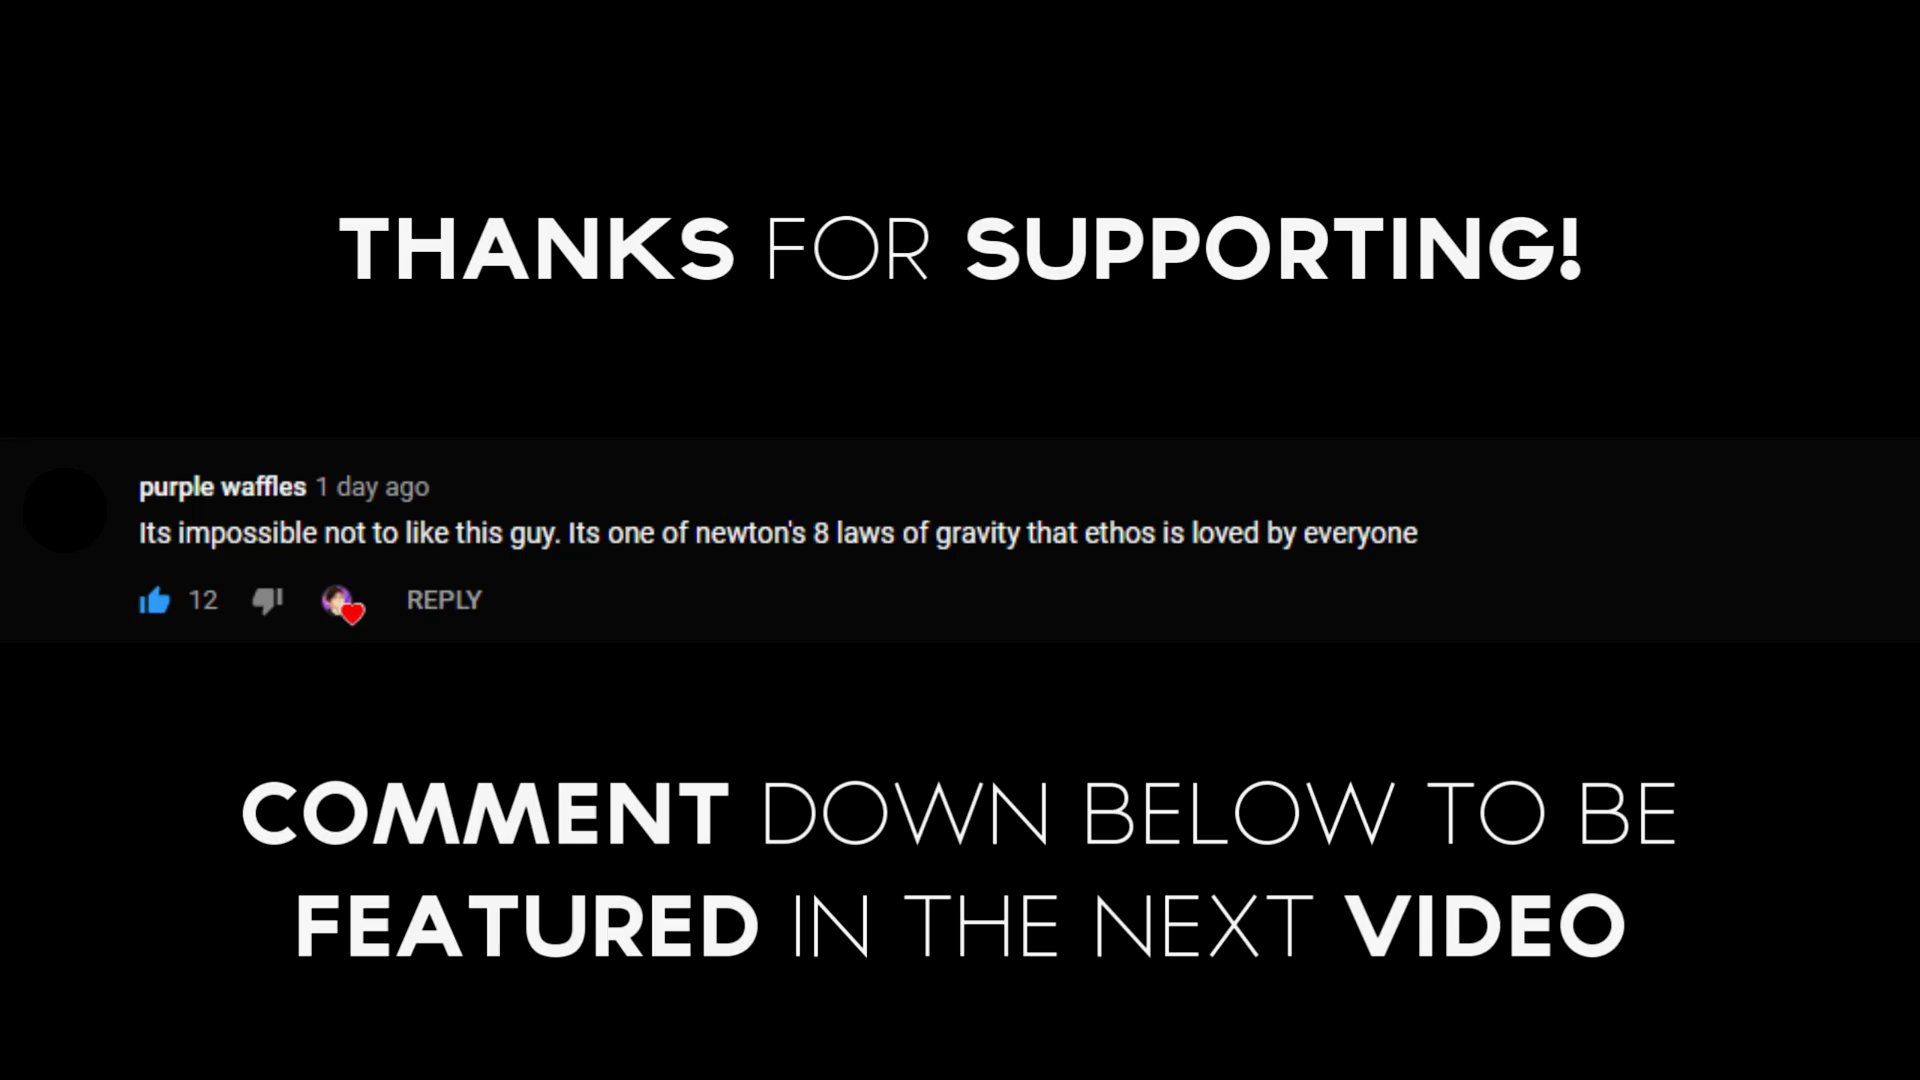 THANKS FOR SUPPORTING!
purple waffles 1 day ago
Its impossible not to like this guy. Its one of newton's 8 laws of gravity that ethos is loved by everyone
12 REPLY
COMMENT DOWN BELOW TO BE
FEATURED IN THE NEXT VIDEO